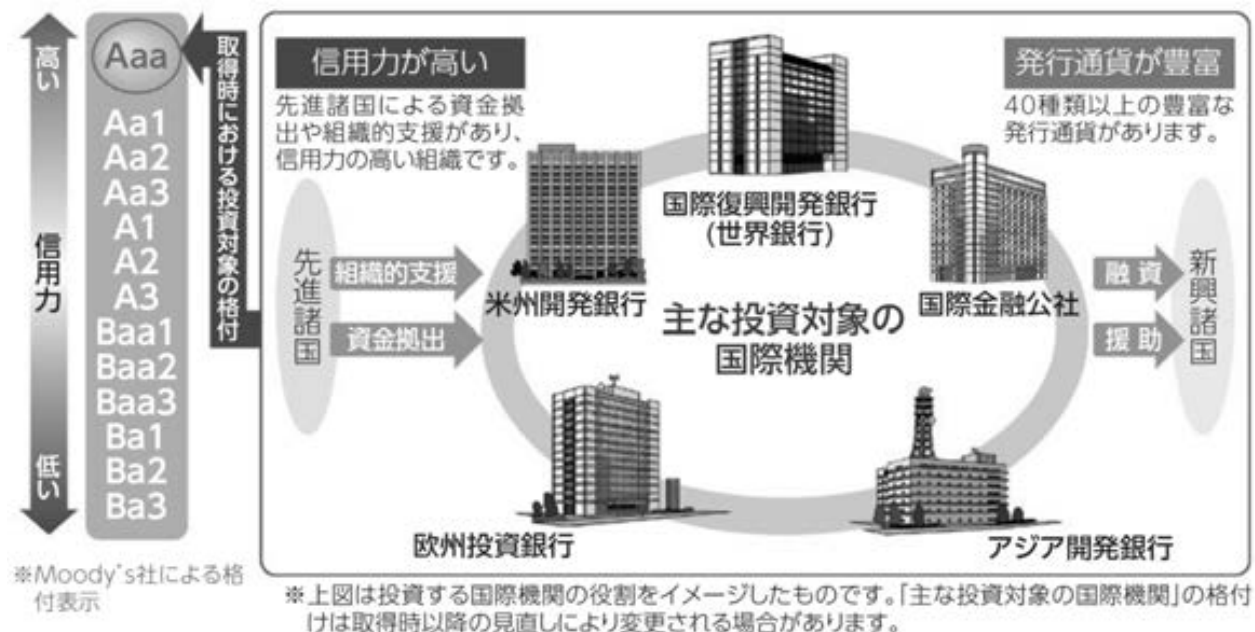 高い
信用力
低い
Aaa
Aa1
Aa2
Aa3
A1
A2
A3
Baa1
Baa2
Baa3
Ba1
Ba2
Ba3
※Moody's社による格
付表示
取得時における投資対象の格付
信用力が高い
先進諸国による資金拠
出や組織的支援があり、
信用力の高い組織です。
発行通貨が豊富
40種類以上の豊富な
発行通貨があります。
先進諸国
組織的支援
資金拠出
国際復興開発銀行
(世界銀行)
米州開発銀行
国際金融公社
主な投資対象の
国際機関
欧州投資銀行
アジア開発銀行
融資
援助
新興諸国
※上図は投資する国際機関の役割をイメージしたものです。「主な投資対象の国際機関」の格付
けは取得時以降の見直しにより変更される場合があります。